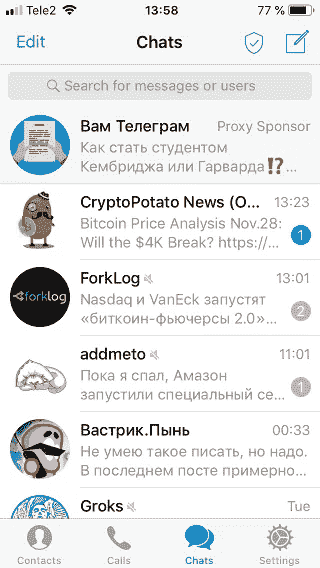 Tele2 13:58 77 %
Edit Chats
Search for messages or users
Вам Телеграм Proxy Sponsor
Как стать студентом
Кембриджа или Гарварда⁉️...
CryptoPotato News (O... 13:23
Bitcoin Price Analysis Nov.28:
Will the $4K Break? https://... 1
forklog
ForkLog 13:01
Nasdaq и VanEck запустят
«биткоин-фьючерсы 2.0»... 2
addmeto 11:01
Пока я спал, Амазон
запустили специальный се... 1
Вастрик.Пынь 00:33
Не умею такое писать, но надо.
В последнем посте примерно...
Groks Tue
Contacts Calls Chats Settings